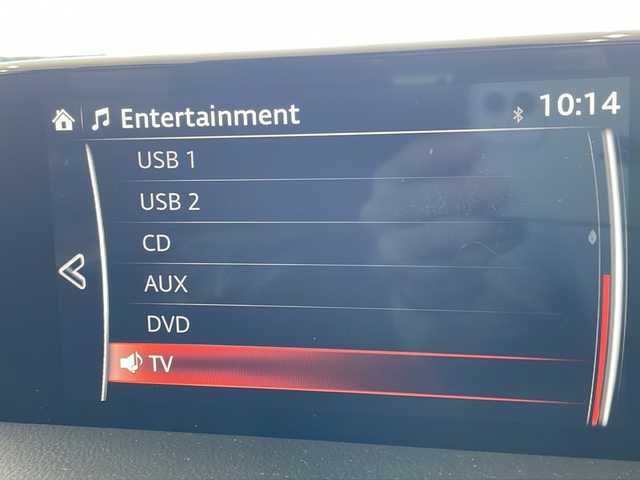 Entertainment
10:14
USB 1
USB 2
CD
AUX
DVD
TV